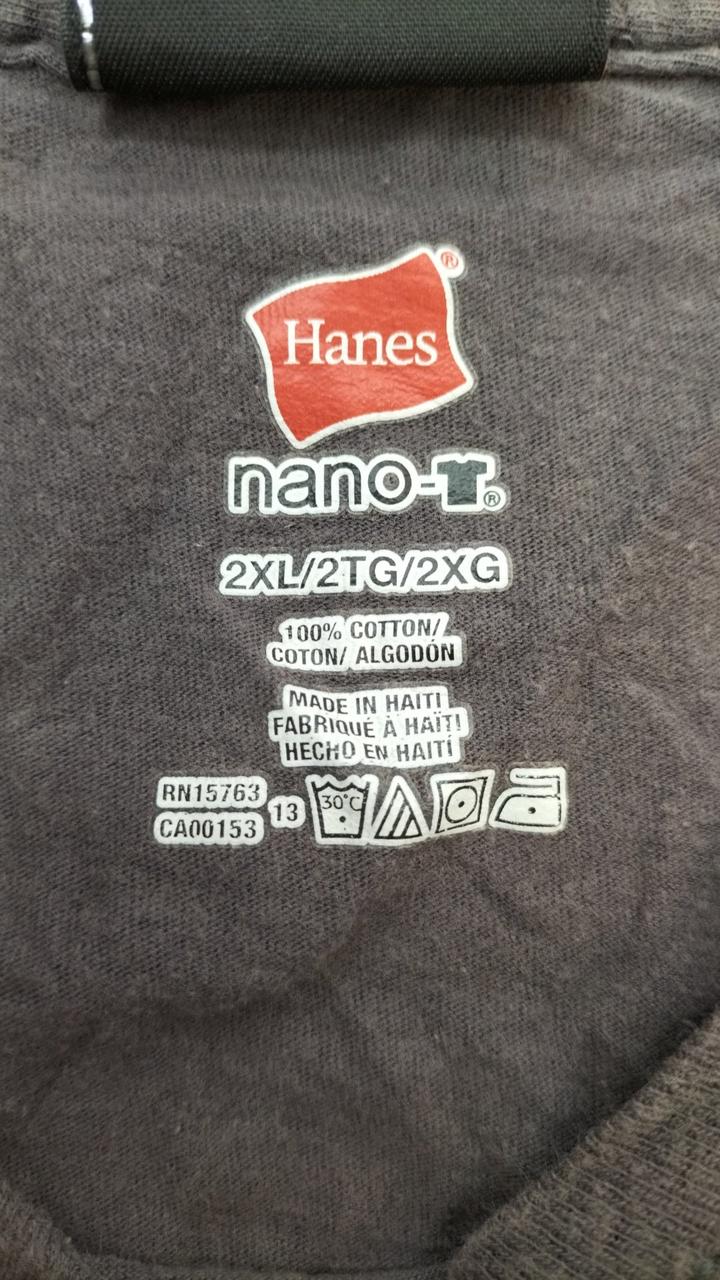 Hanes®
nano-®
2XL/2TG/2XG
100% COTTON/
COTON/ ALGODÓN
MADE IN HAITI
FABRIQUÉ À HAÏTI
HECHO EN HAITÍ
RN15763
CA00153
13
30°C